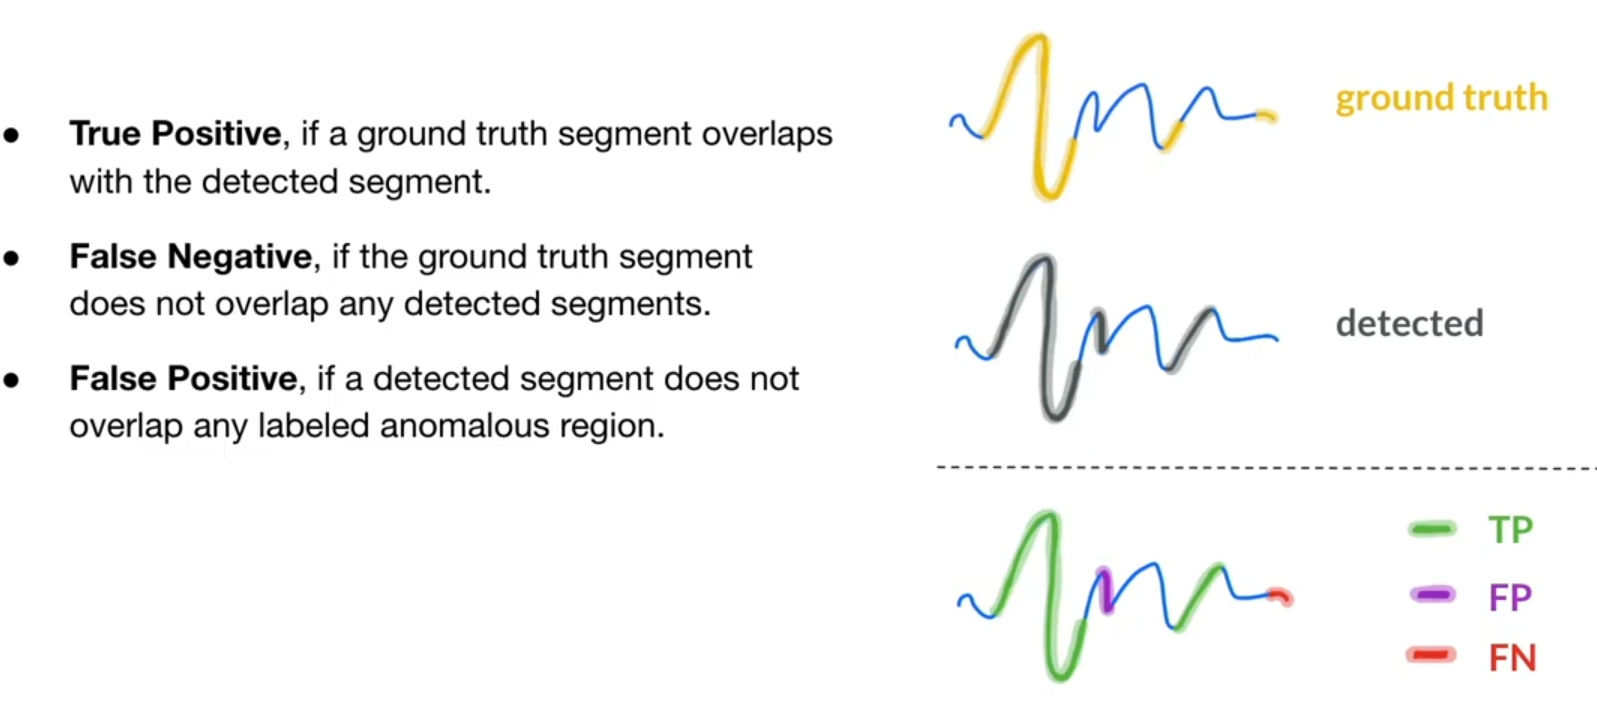 ● True Positive, if a ground truth segment overlaps
with the detected segment.
● False Negative, if the ground truth segment
does not overlap any detected segments.
● False Positive, if a detected segment does not
overlap any labeled anomalous region.
ground truth
detected
TP
FP
FN